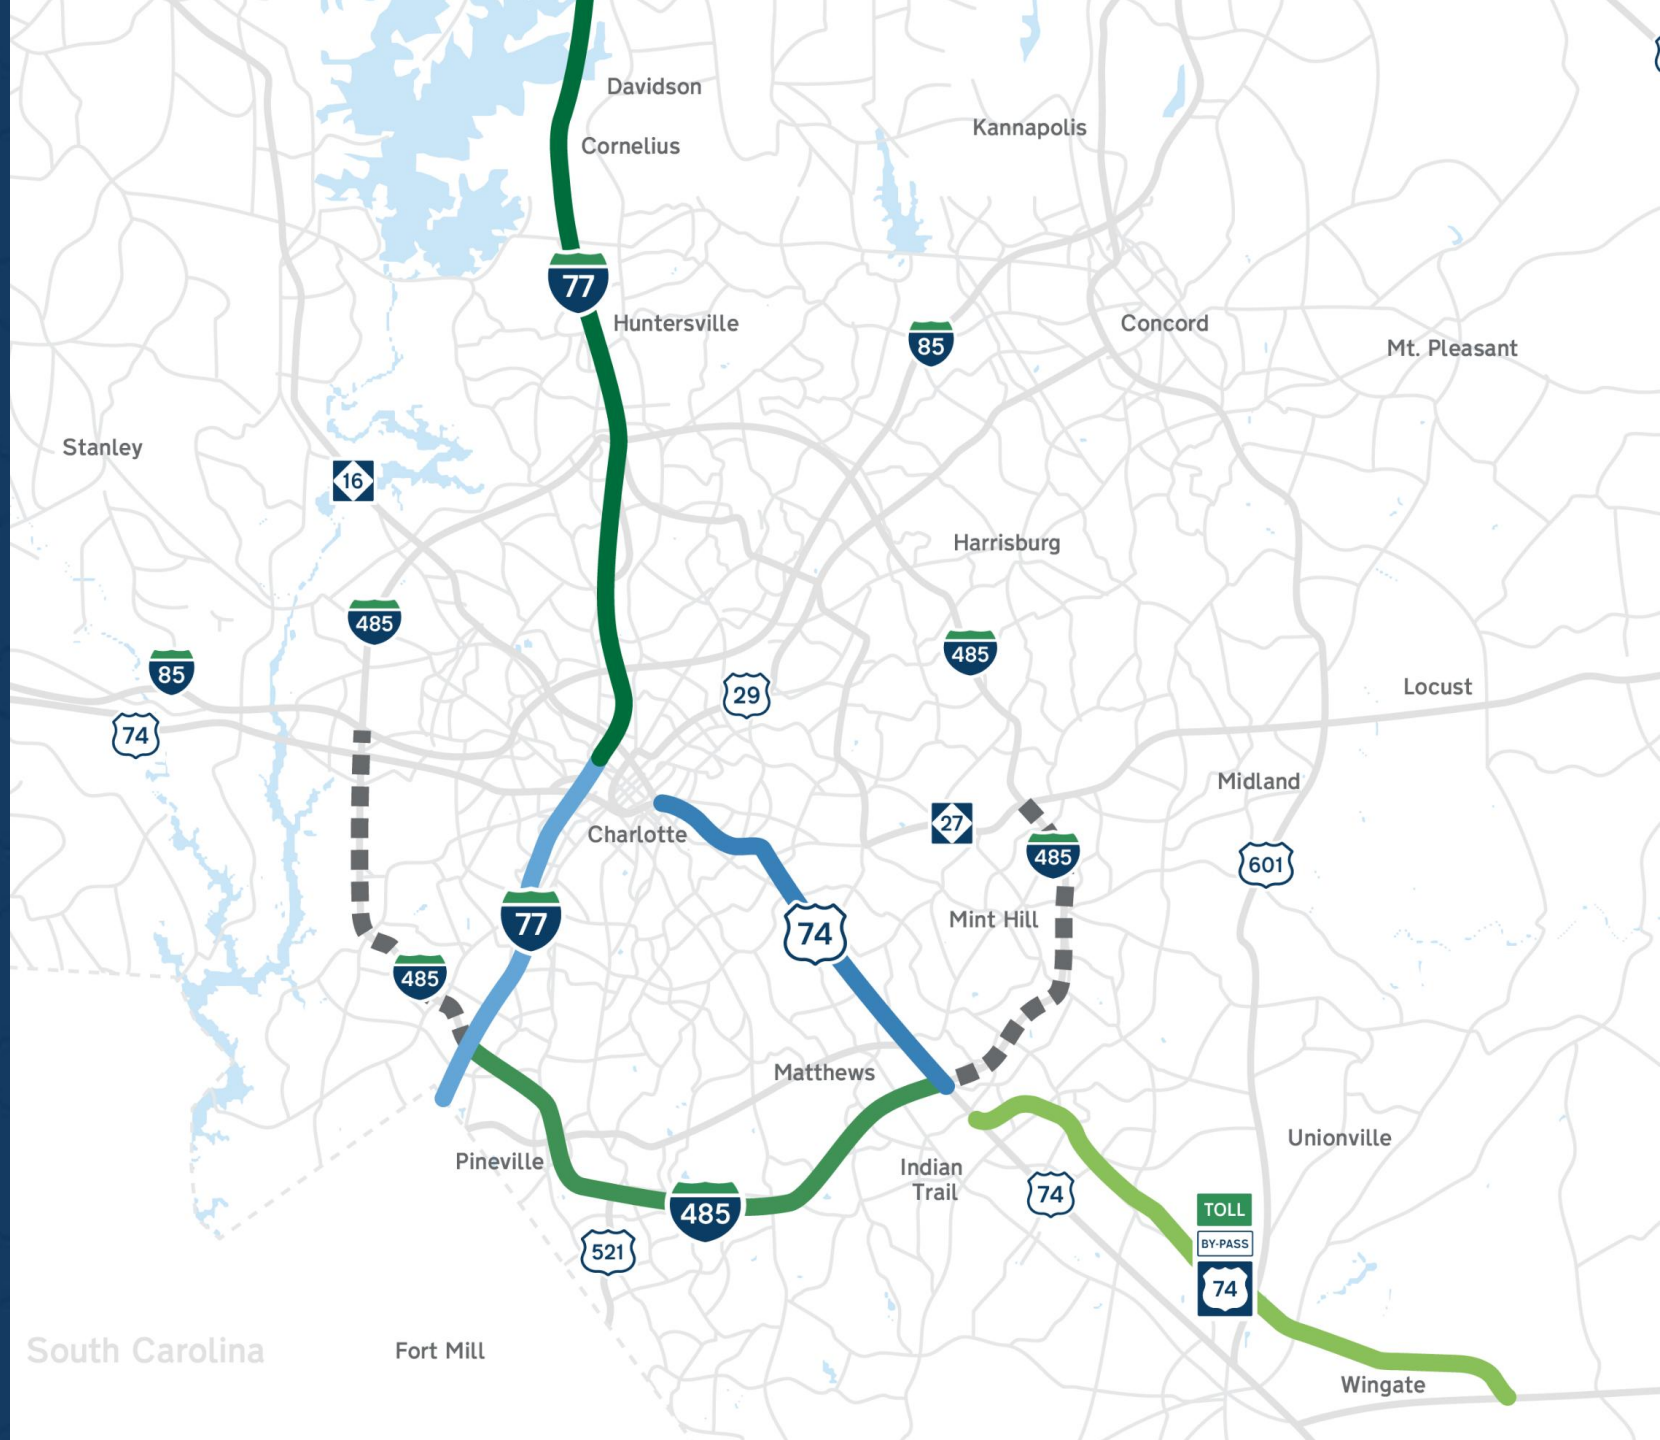 Davidson
Kannapolis
Cornelius
77
Huntersville
Concord
85
Mt. Pleasant
Stanley
16
Harrisburg
485
485
85
Locust
29
74
Midland
27
Charlotte
485
601
77
Mint Hill
74
485
Matthews
Unionville
Pineville
Indian
Trail
74
TOLL
485
BY-PASS
521
74
South Carolina
Fort Mill
Wingate